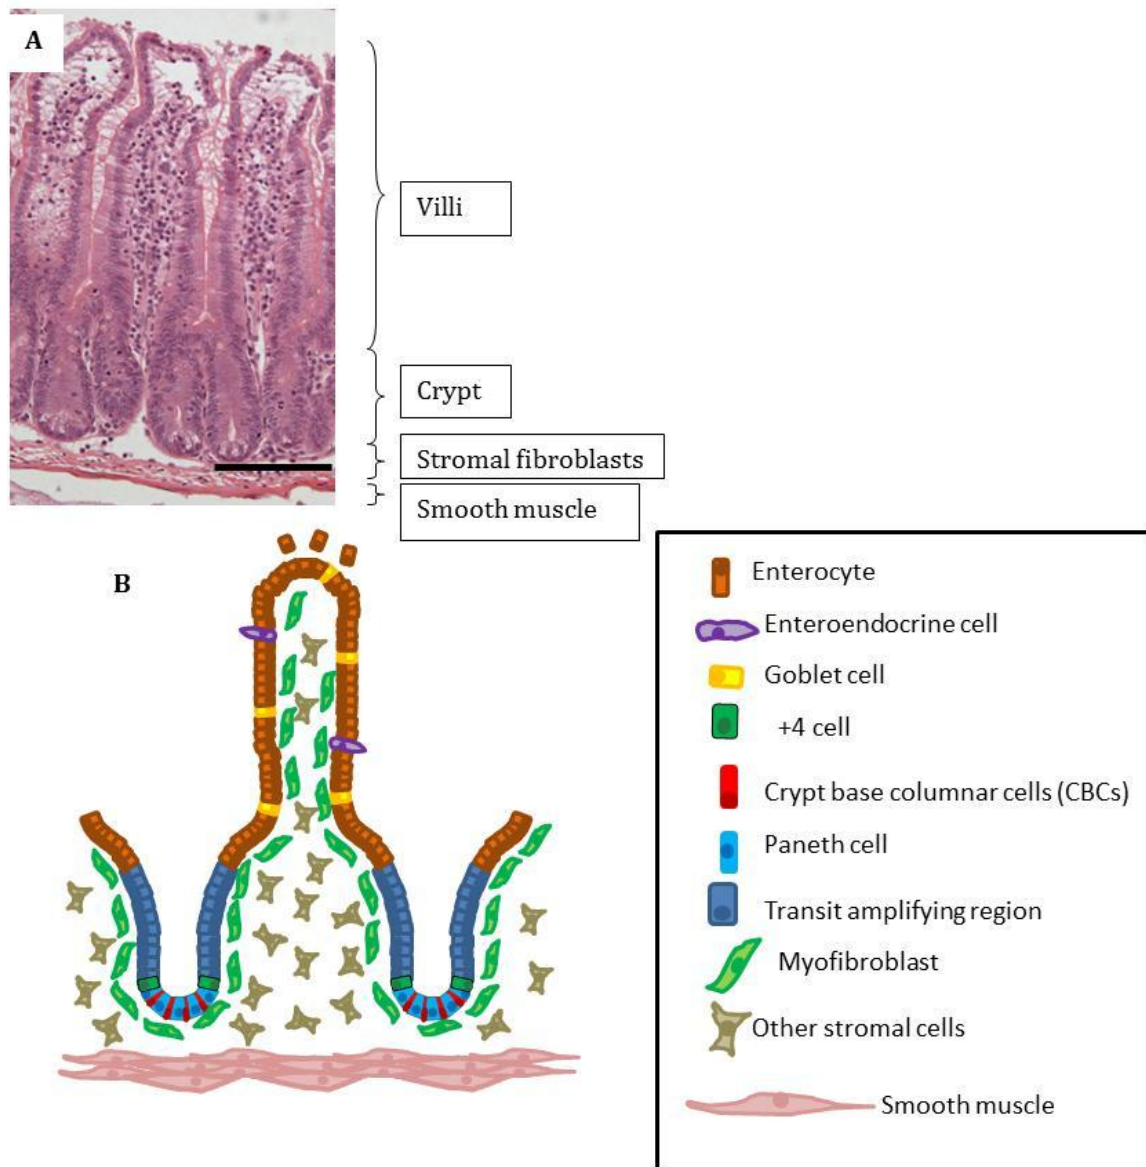 A
Villi
Crypt
Stromal fibroblasts
Smooth muscle
B
Enterocyte
Enteroendocrine cell
Goblet cell
+4 cell
Crypt base columnar cells (CBCs)
Paneth cell
Transit amplifying region
Myofibroblast
Other stromal cells
Smooth muscle